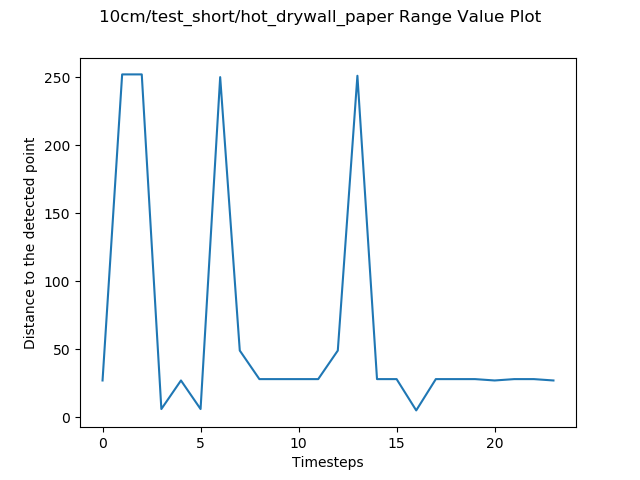 10cm/test_short/hot_drywall_paper Range Value Plot
250
200
150
100
50
0
Distance to the detected point
0 5 10 15 20
Timesteps